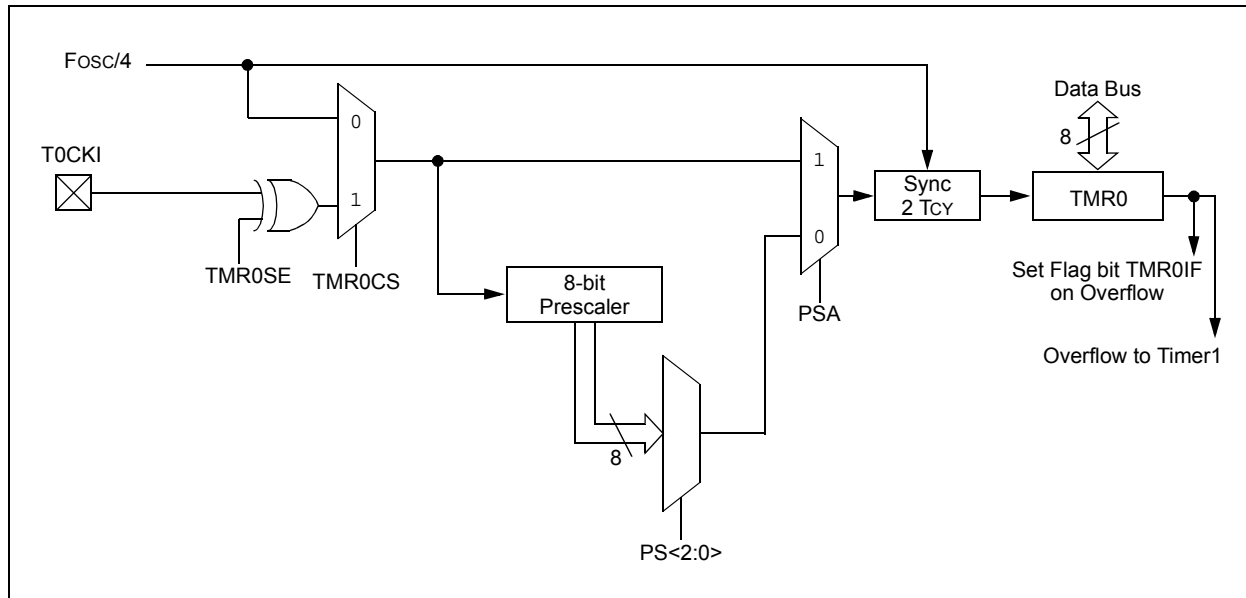 Fosc/4
Data Bus
8
T0CKI
0
1
1
0
Sync
2 Tcy
TMR0
TMR0SE
TMR0CS
8-bit
Prescaler
PSA
Set Flag bit TMR0IF
on Overflow
Overflow to Timer1
8
PS<2:0>